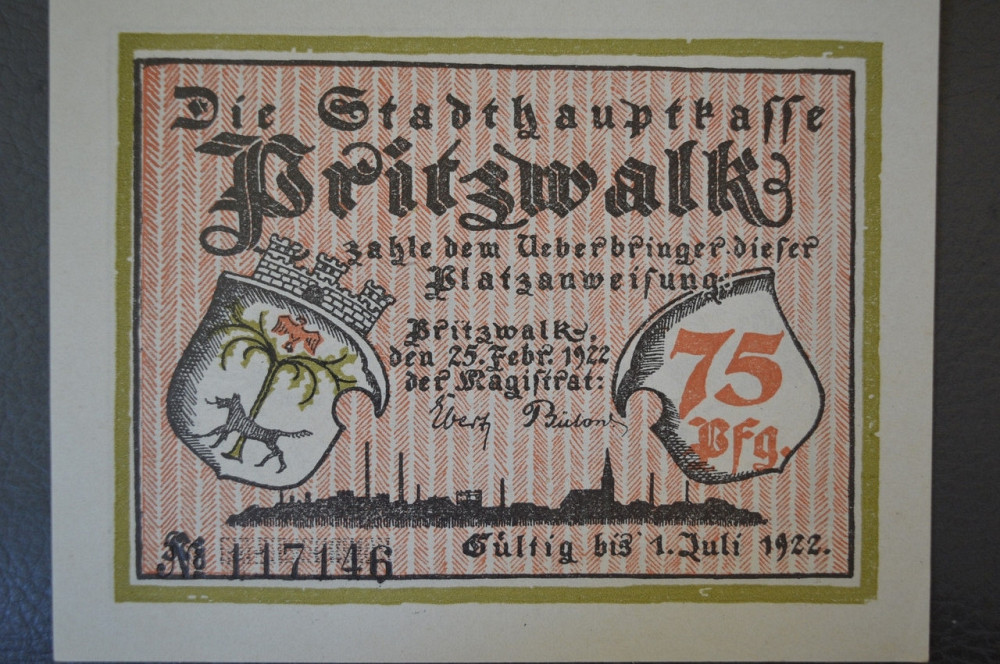 Die Stadthauptkasse
Pritzwalk
zahle dem Ueberbringer dieser
Platzanweisung:
Pritzwalk,
den 25. Febr. 1922
der Magistrat:
75
Pfg.
Gültig bis 1. Juli 1922.
No 117146